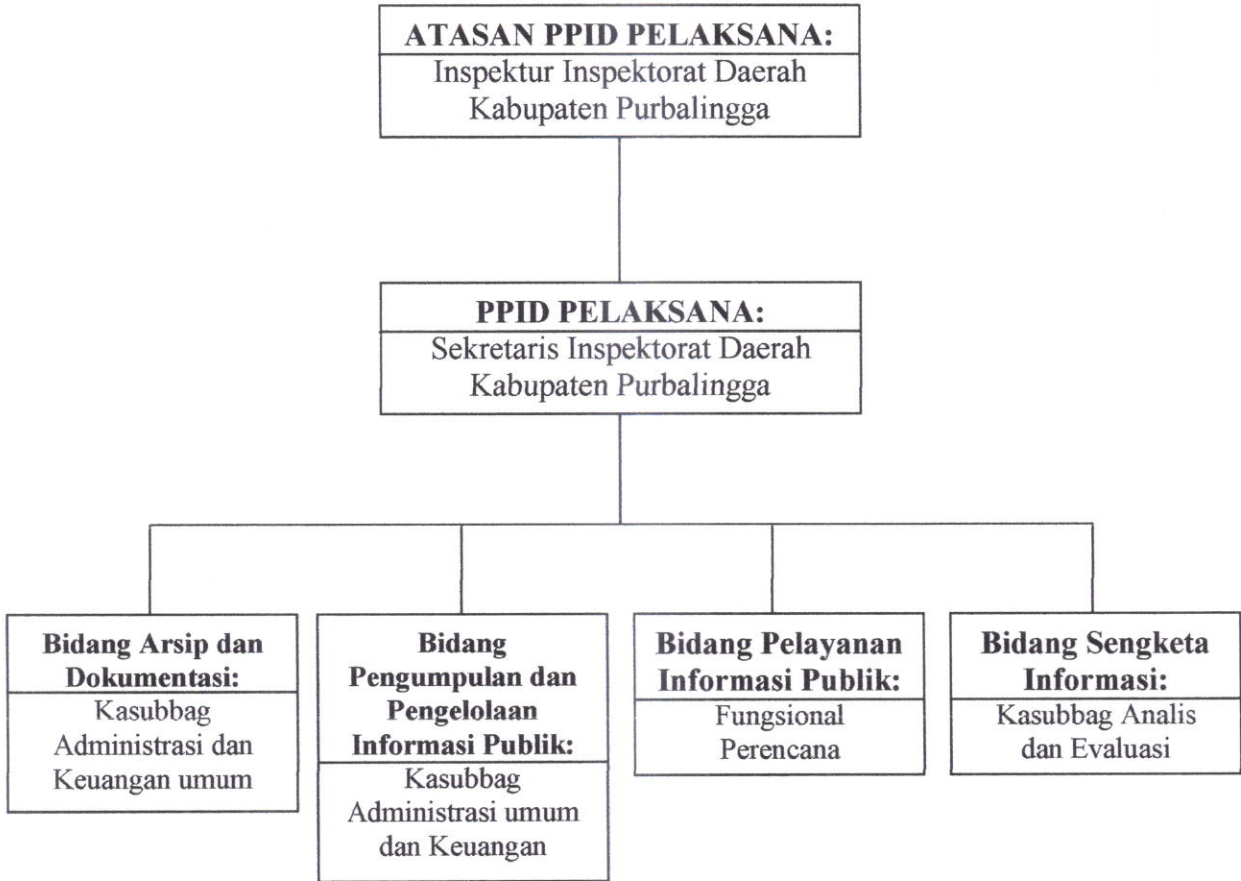 ATASAN PPID PELAKSANA:
Inspektur Inspektorat Daerah
Kabupaten Purbalingga
PPID PELAKSANA:
Sekretaris Inspektorat Daerah
Kabupaten Purbalingga
Bidang Arsip dan
Dokumentasi:
Kasubbag
Administrasi dan
Keuangan umum
Bidang
Pengumpulan dan
Pengelolaan
Informasi Publik:
Kasubbag
Administrasi umum
dan Keuangan
Bidang Pelayanan
Informasi Publik:
Fungsional
Perencana
Bidang Sengketa
Informasi:
Kasubbag Analis
dan Evaluasi